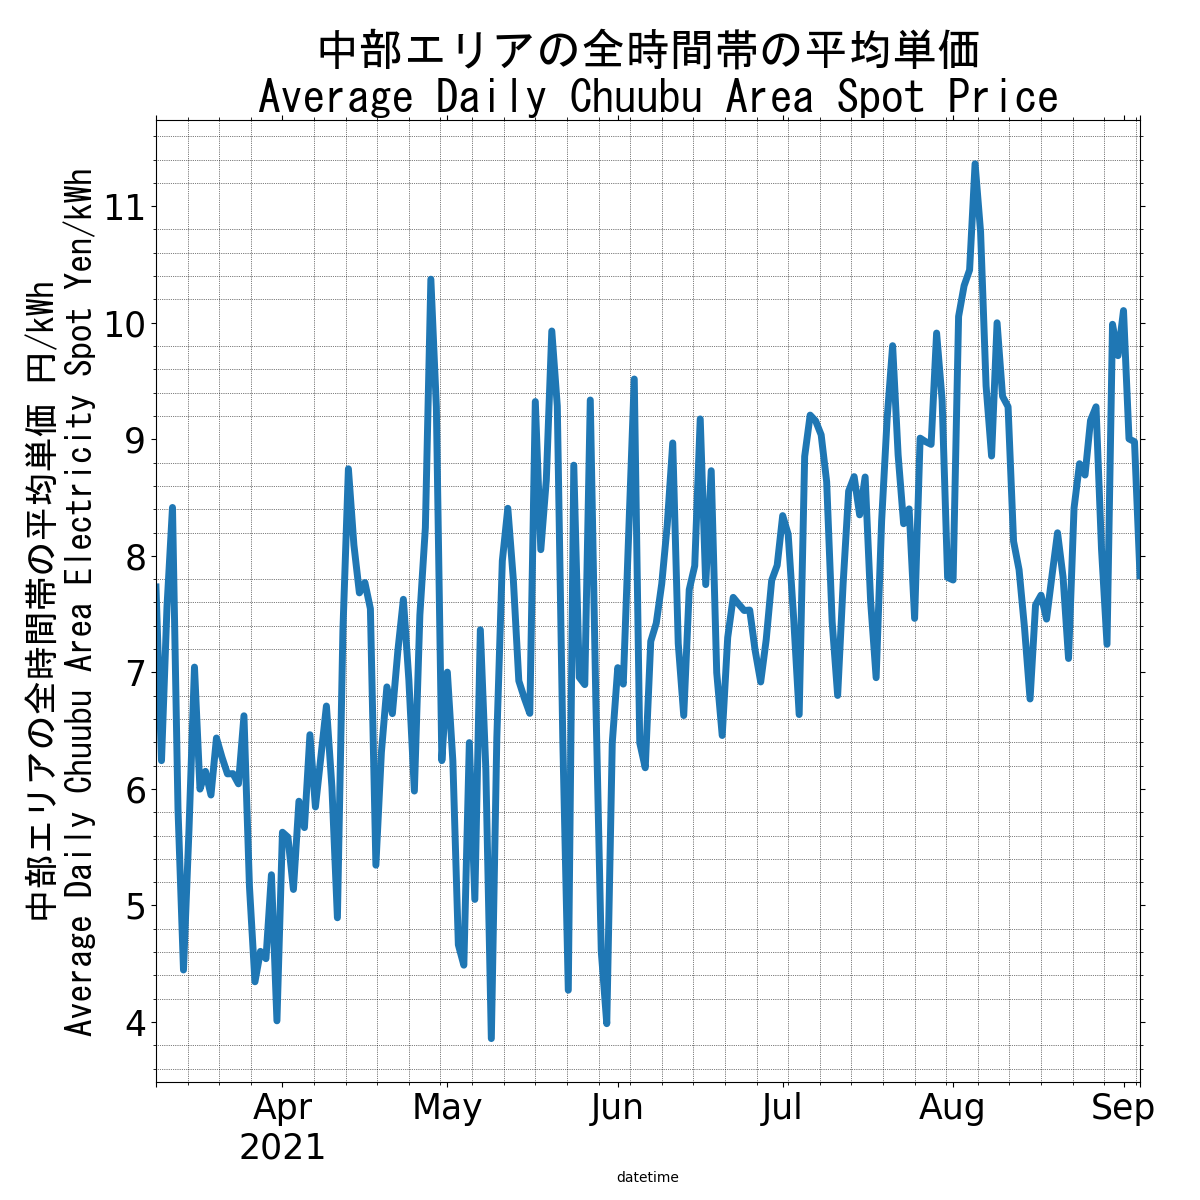 中部エリアの全時間帯の平均単価
Average Daily Chuubu Area Spot Price
中部エリアの全時間帯の平均単価 円/kWh
Average Daily Chuubu Area Electricity Spot Yen/kWh
11
10
9
8
7
6
5
4
Apr May Jun Jul Aug Sep
2021
datetime